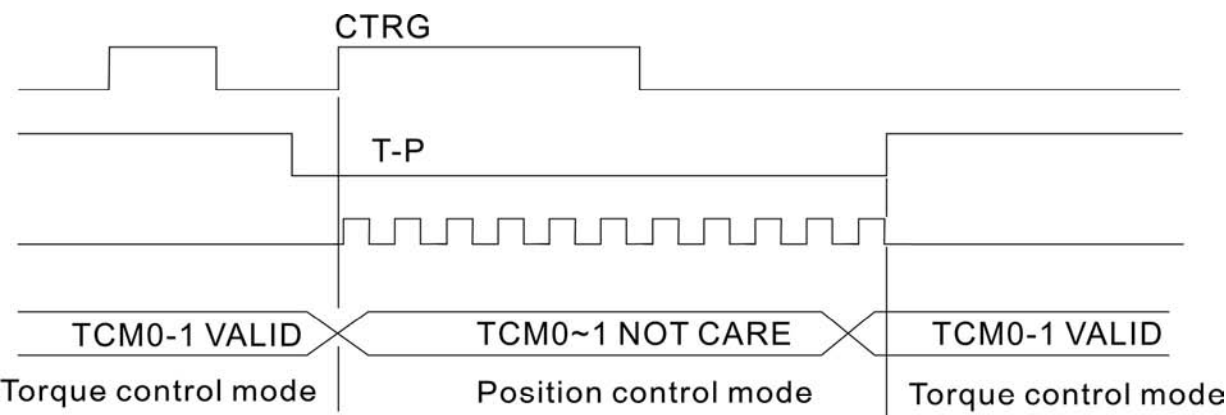 CTRG
T-P
TCM0-1 VALID
TCM0~1 NOT CARE
TCM0-1 VALID
Torque control mode
Position control mode
Torque control mode